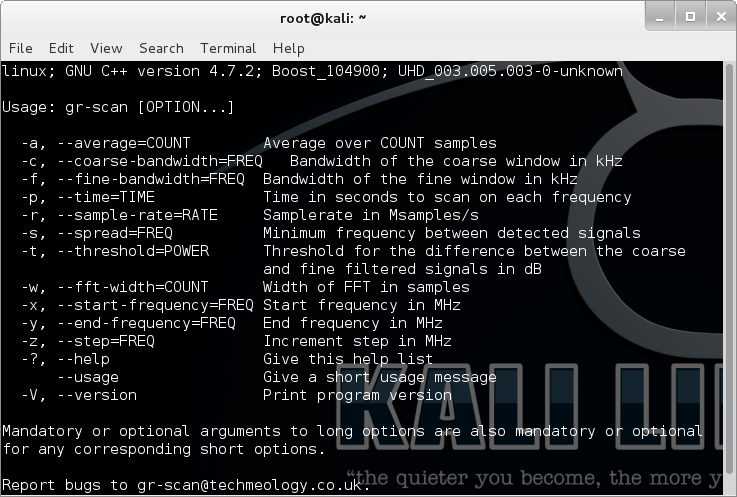 root@kali: ~
File Edit View Search Terminal Help
linux; GNU C++ version 4.7.2; Boost_104900; UHD_003.005.003-0-unknown
Usage: gr-scan [OPTION...]
-a, --average=COUNT Average over COUNT samples
-c, --coarse-bandwidth=FREQ Bandwidth of the coarse window in kHz
-f, --fine-bandwidth=FREQ Bandwidth of the fine window in kHz
-p, --time=TIME Time in seconds to scan on each frequency
-r, --sample-rate=RATE Samplerate in Msamples/s
-s, --spread=FREQ Minimum frequency between detected signals
-t, --threshold=POWER Threshold for the difference between the coarse
and fine filtered signals in dB
-w, --fft-width=COUNT Width of FFT in samples
-x, --start-frequency=FREQ Start frequency in MHz
-y, --end-frequency=FREQ End frequency in MHz
-z, --step=FREQ Increment step in MHz
-?, --help Give this help list
--usage Give a short usage message
-V, --version Print program version
KALI LI
Mandatory or optional arguments to long options are also mandatory or optional
for any corresponding short options.
"the quieter you become, the more y
Report bugs to gr-scan@techmeology.co.uk.